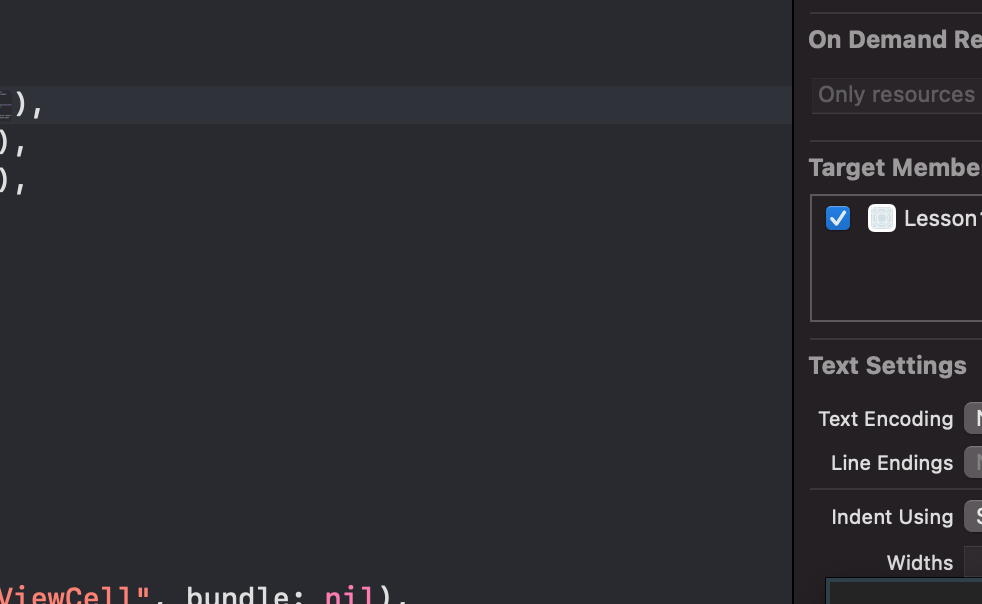 ),
),
),
ViewCell", bundle: nil),
On Demand Re
Only resources
Target Membe
Lesson
Text Settings
Text Encoding
Line Endings
Indent Using
Widths